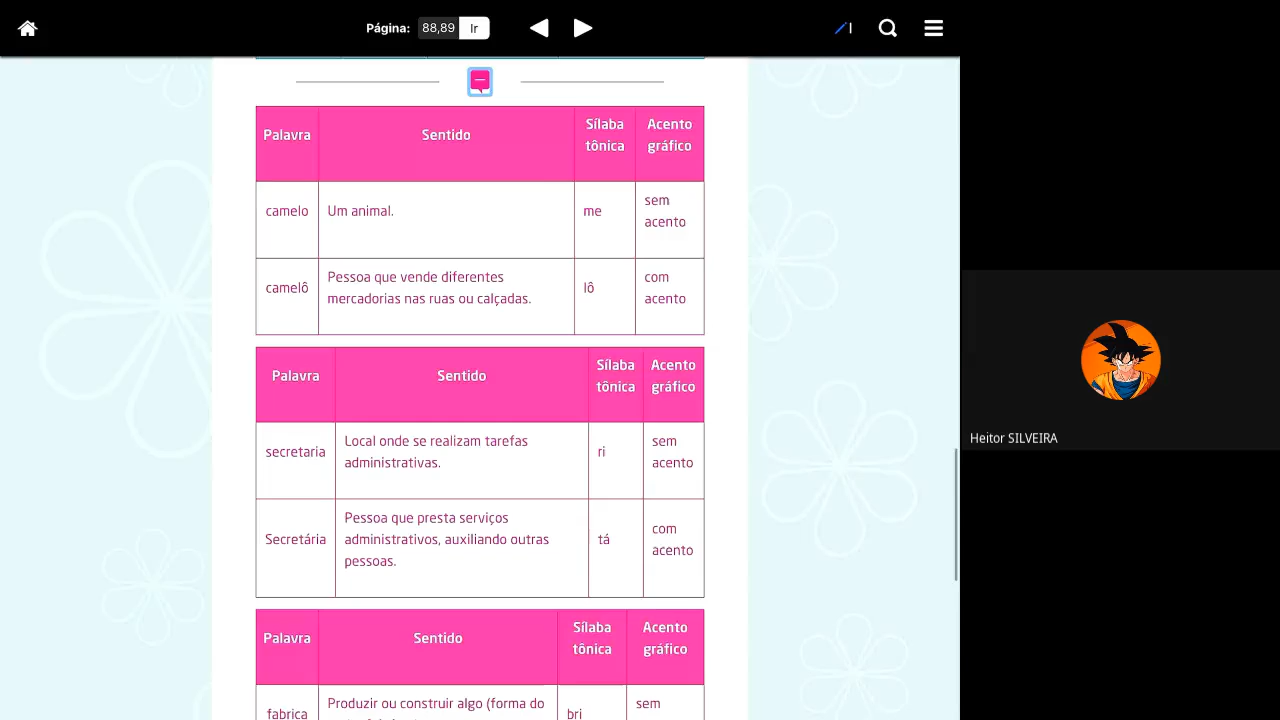 Página: 88,89 Ir
Palavra Sentido Sílaba tônica Acento gráfico
camelo Um animal. me sem acento
camelô Pessoa que vende diferentes mercadorias nas ruas ou calçadas. lô com acento
Palavra Sentido Sílaba tônica Acento gráfico
secretaria Local onde se realizam tarefas administrativas. ri sem acento
Secretária Pessoa que presta serviços administrativos, auxiliando outras pessoas. tá com acento
Palavra Sentido Sílaba tônica Acento gráfico
fabrica Produzir ou construir algo (forma do bri sem
Heitor SILVEIRA